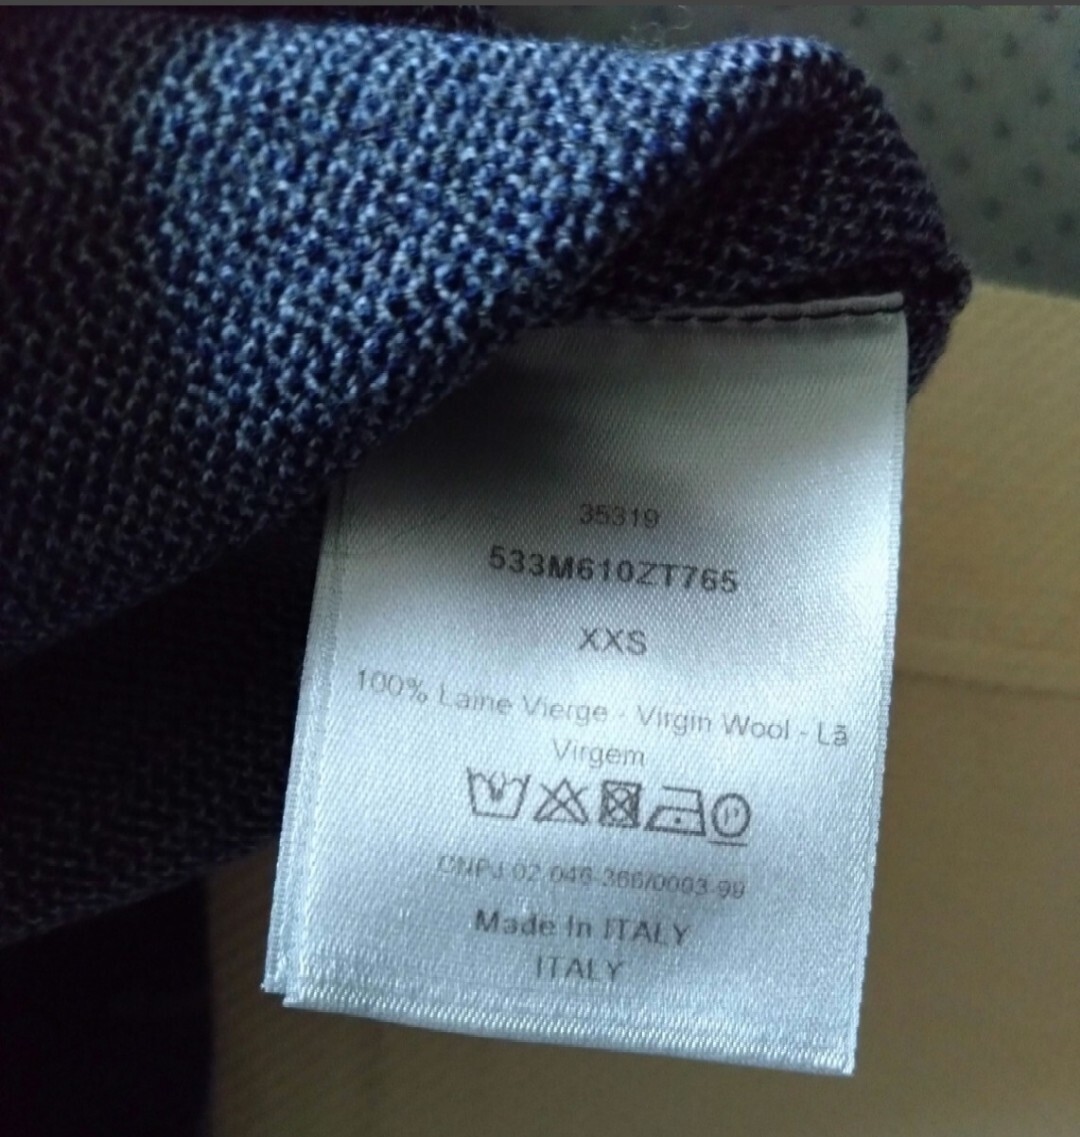 35319
533M610ZT765
XXS
100% Laine Vierge - Virgin Wool - Lã
Virgem
P
CNPJ 02 046-366/0003-99
Made In ITALY
ITALY